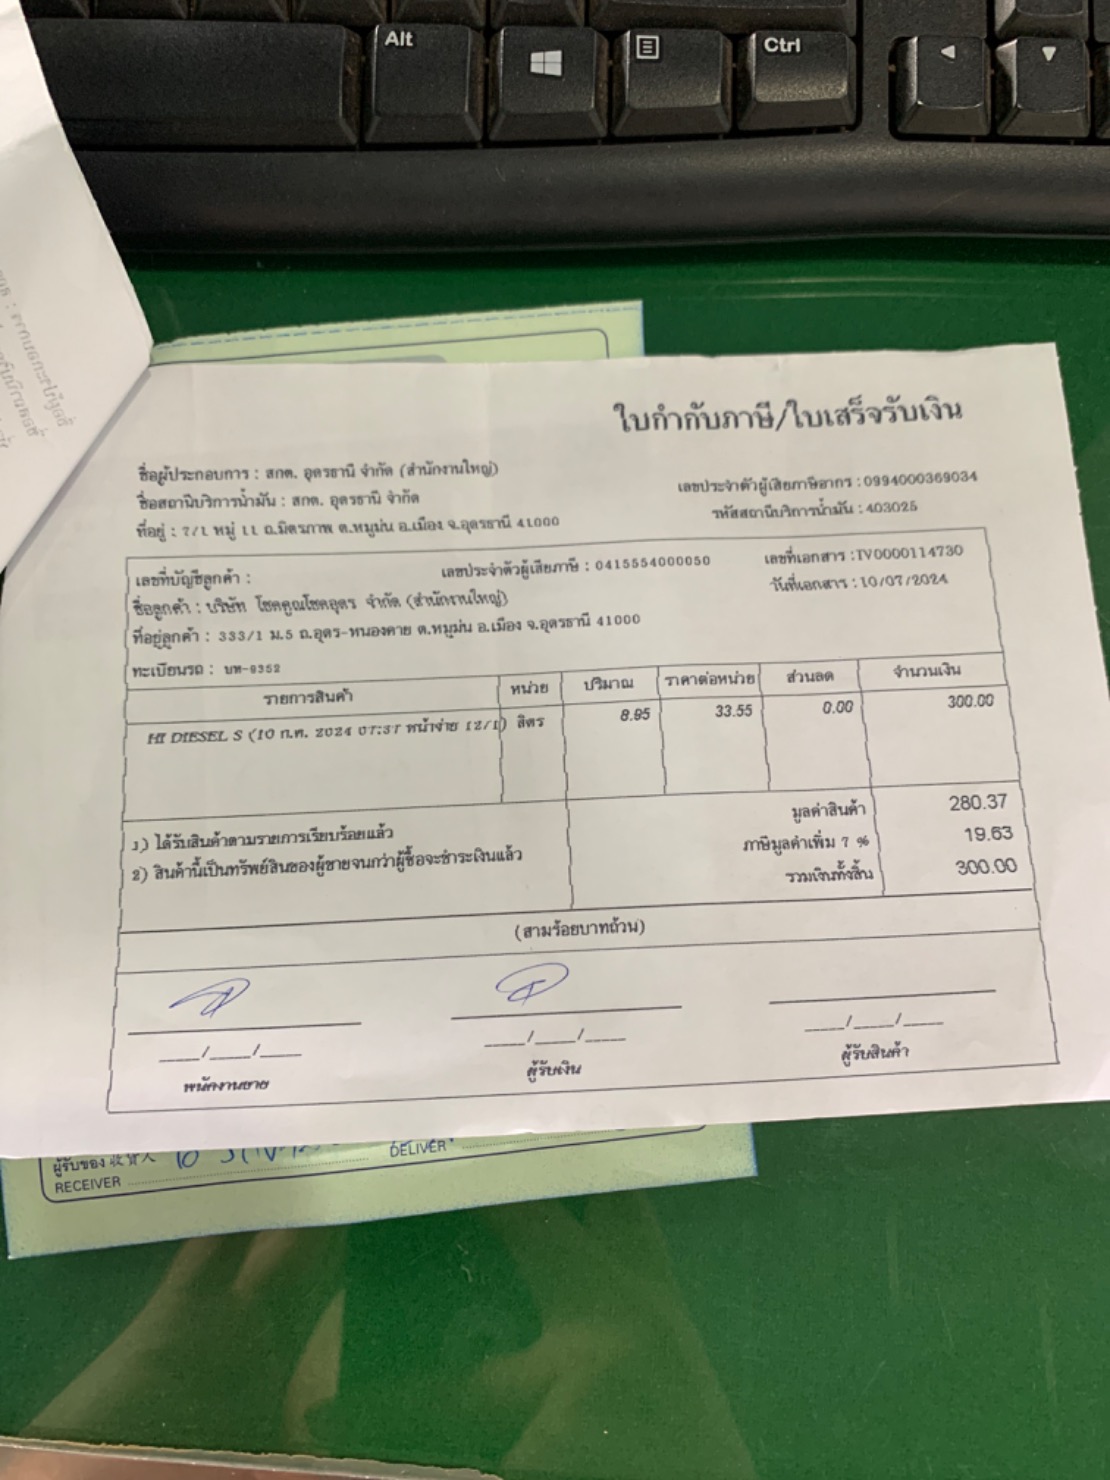 Alt
Ctrl
ใบกำกับภาษี/ใบเสร็จรับเงิน
ชื่อผู้ประกอบการ : สกต. อุดรธานี จำกัด (สำนักงานใหญ่)
เลขประจำตัวผู้เสียภาษีอากร : 0994000369034
ชื่อสถานีบริการน้ำมัน : สกต. อุดรธานี จำกัด
รหัสสถานีบริการน้ำมัน : 403025
ที่อยู่ : 7/1 หมู่ 11 ถ.มิตรภาพ ต.หมูม่น อ.เมือง จ.อุดรธานี 41000
เลขที่บัญชีลูกค้า :
เลขประจำตัวผู้เสียภาษี : 0415554000050
เลขที่เอกสาร : TV0000114730
ชื่อลูกค้า : บริษัท โชคคูณโชคอุดร จำกัด (สำนักงานใหญ่)
วันที่เอกสาร : 10/07/2024
ที่อยู่ลูกค้า : 333/1 ม.5 ถ.อุดร-หนองคาย ต.หมูม่น อ.เมือง จ.อุดรธานี 41000
ทะเบียนรถ : บท-9352
รายการสินค้า หน่วย ปริมาณ ราคาต่อหน่วย ส่วนลด จำนวนเงิน
HI DIESEL S (10 ก.ค. 2024 07:37 หน้าจ่าย 12/1) ลิตร 8.95 33.55 0.00 300.00
1) ได้รับสินค้าตามรายการเรียบร้อยแล้ว
2) สินค้านี้เป็นทรัพย์สินของผู้ขายจนกว่าผู้ซื้อจะชำระเงินแล้ว
มูลค่าสินค้า 280.37
ภาษีมูลค่าเพิ่ม 7 % 19.63
รวมเงินทั้งสิ้น 300.00
(สามร้อยบาทถ้วน)
___/___/___ ___/___/___ ___/___/___
พนักงานขาย ผู้รับเงิน ผู้รับสินค้า
ผู้รับของ 收貨人
RECEIVER
DELIVER